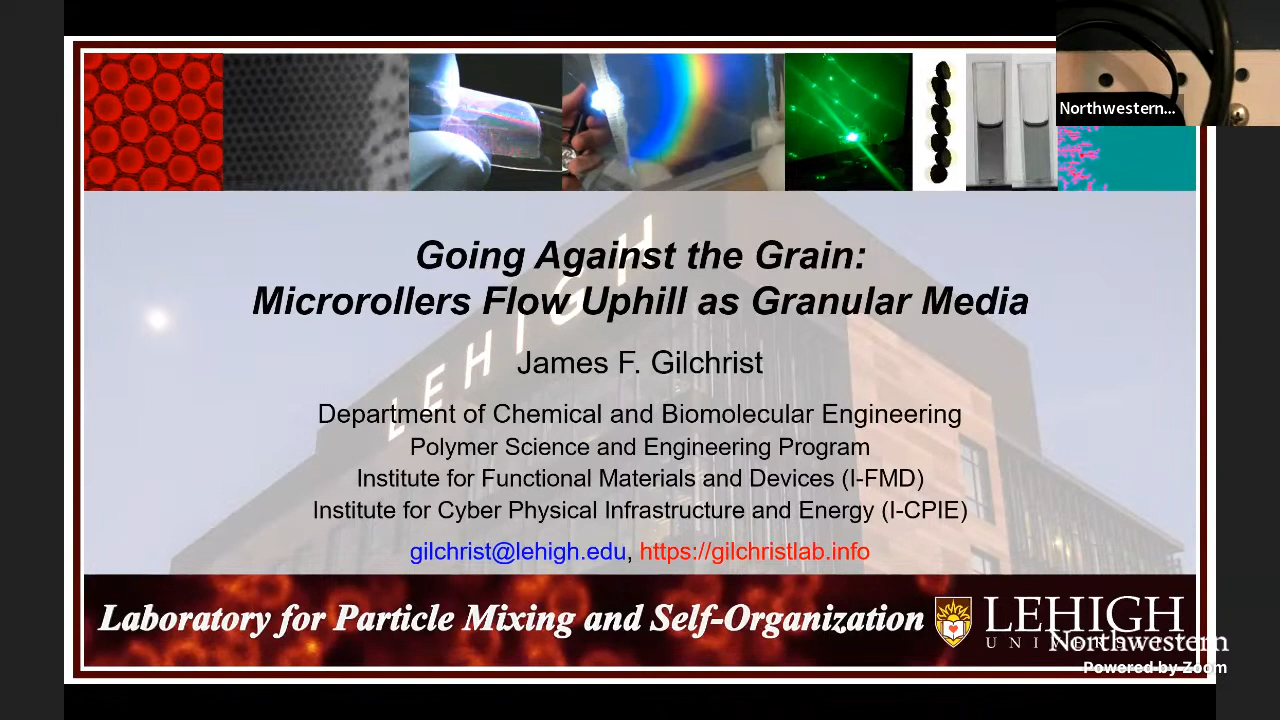 Northwestern...
LEHIGH
Going Against the Grain:
Microrollers Flow Uphill as Granular Media
James F. Gilchrist
Department of Chemical and Biomolecular Engineering
Polymer Science and Engineering Program
Institute for Functional Materials and Devices (I-FMD)
Institute for Cyber Physical Infrastructure and Energy (I-CPIE)
gilchrist@lehigh.edu, https://gilchristlab.info
Laboratory for Particle Mixing and Self-Organization
LEHIGH
Northwestern
Powered by Zoom